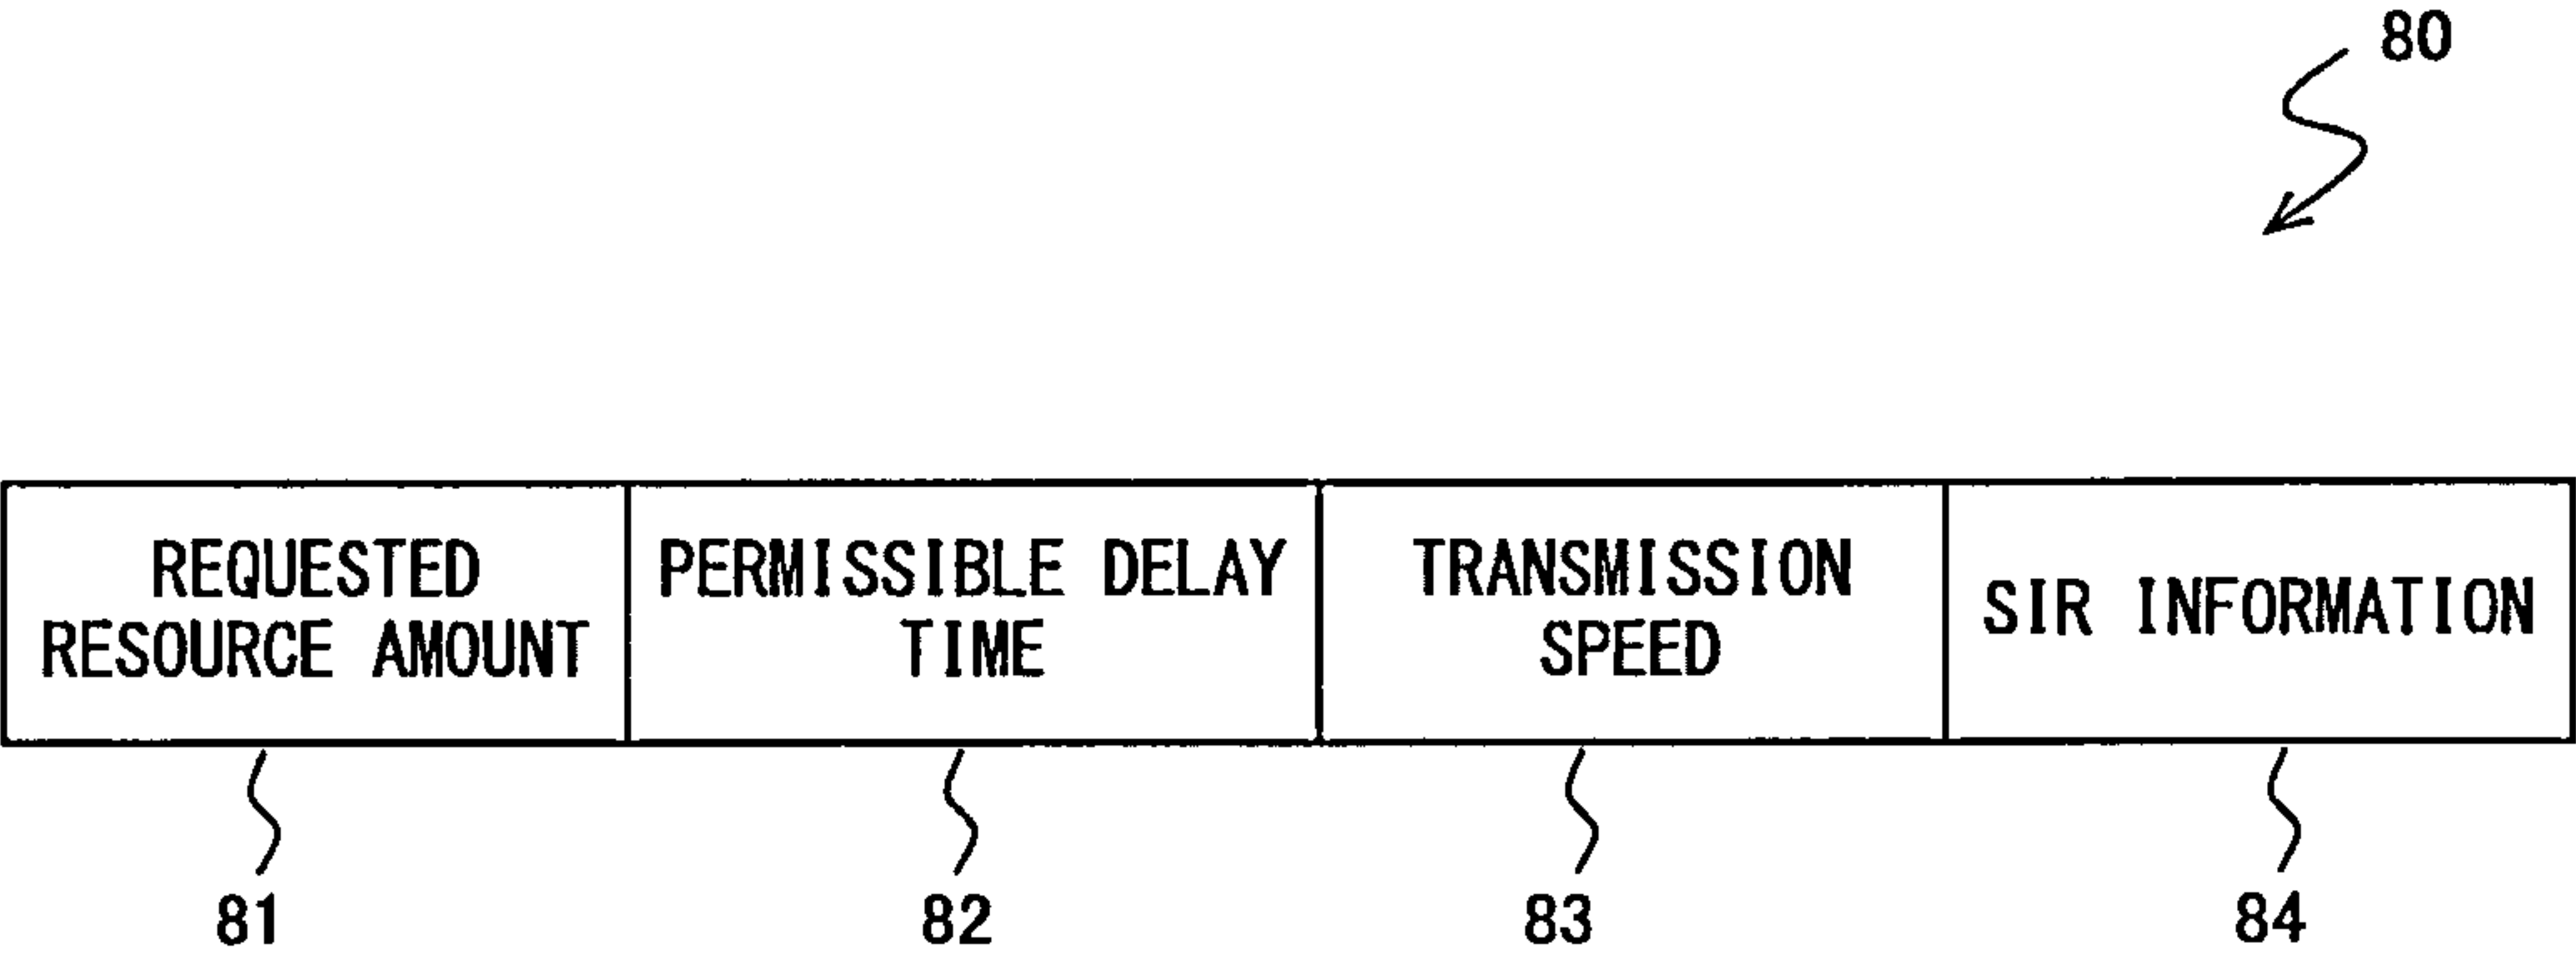 80
REQUESTED
RESOURCE AMOUNT
PERMISSIBLE DELAY
TIME
TRANSMISSION
SPEED
SIR INFORMATION
81
82
83
84